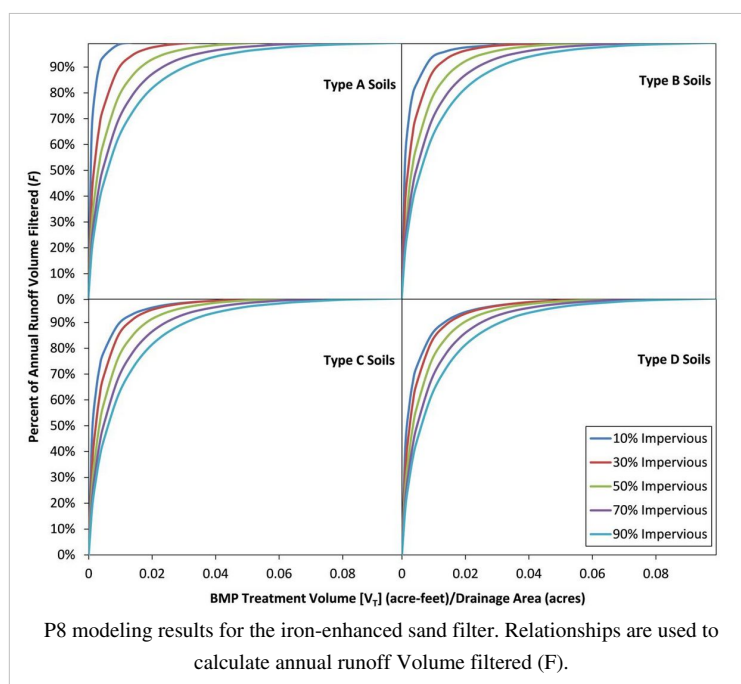 90%
80%
70%
60%
50%
40%
30%
20%
10%
0%
Type A Soils
Type B Soils
90%
80%
70%
60%
50%
40%
30%
20%
10%
0%
Type C Soils
Type D Soils
Percent of Annual Runoff Volume Filtered (F)
10% Impervious
30% Impervious
50% Impervious
70% Impervious
90% Impervious
0 0.02 0.04 0.06 0.08 0 0.02 0.04 0.06 0.08
BMP Treatment Volume [VT] (acre-feet)/Drainage Area (acres)
P8 modeling results for the iron-enhanced sand filter. Relationships are used to
calculate annual runoff Volume filtered (F).